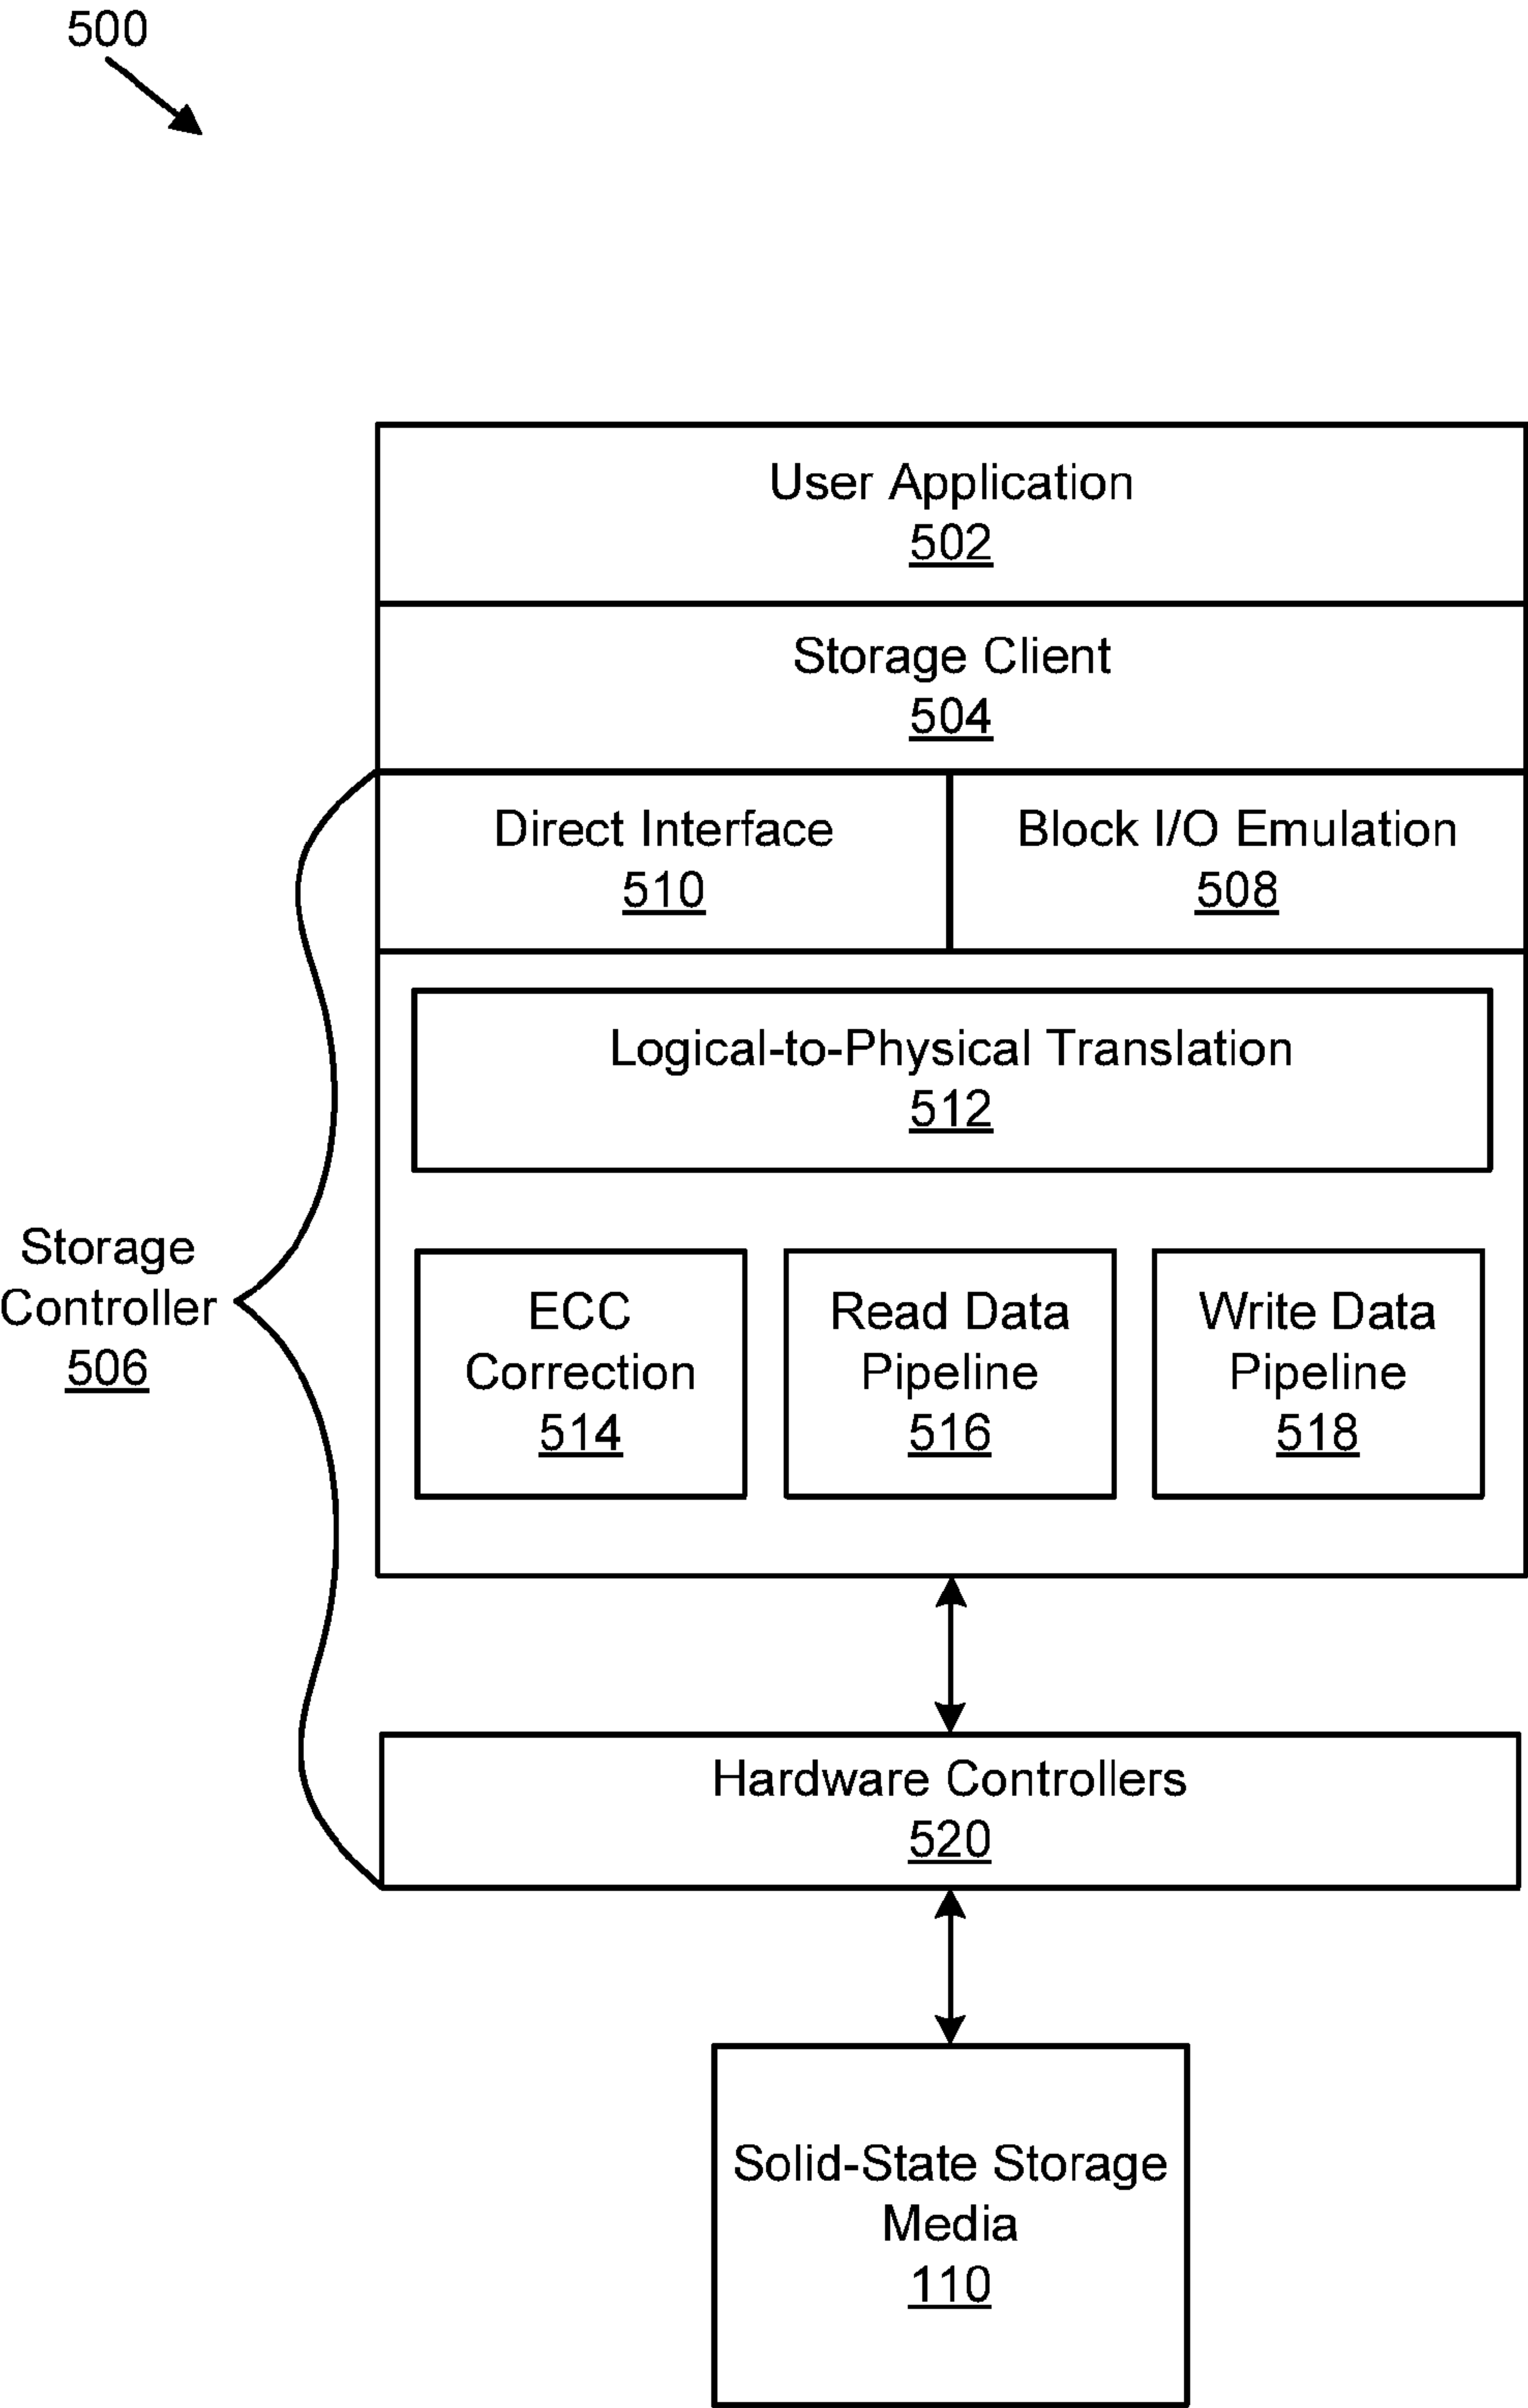 500
User Application
502
Storage Client
504
Direct Interface
510
Block I/O Emulation
508
Logical-to-Physical Translation
512
Storage
Controller
506
ECC
Correction
514
Read Data
Pipeline
516
Write Data
Pipeline
518
Hardware Controllers
520
Solid-State Storage
Media
110